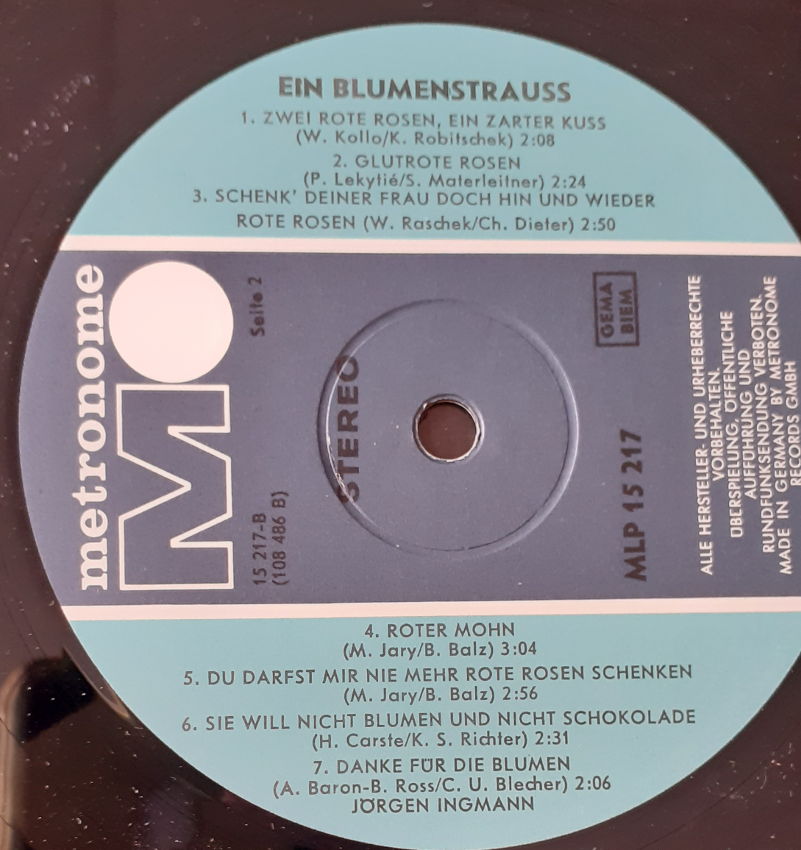 EIN BLUMENSTRAUSS
1. ZWEI ROTE ROSEN, EIN ZARTER KUSS
(W. Kollo/K. Robitschek) 2:08
2. GLUTROTE ROSEN
(P. Lekytié/S. Materleitner) 2:24
3. SCHENK' DEINER FRAU DOCH HIN UND WIEDER
ROTE ROSEN (W. Raschek/Ch. Dieter) 2:50
metronome
M
Seite 2
15 217-B
(108 486 B)
STEREO
GEMA
BIEM
MLP 15 217
ALLE HERSTELLER- UND URHEBERRECHTE
VORBEHALTEN.
ÜBERSPIELUNG, ÖFFENTLICHE
AUFFÜHRUNG UND
RUNDFUNKSENDUNG VERBOTEN.
MADE IN GERMANY BY METRONOME
RECORDS GMBH
4. ROTER MOHN
(M. Jary/B. Balz) 3:04
5. DU DARFST MIR NIE MEHR ROTE ROSEN SCHENKEN
(M. Jary/B. Balz) 2:56
6. SIE WILL NICHT BLUMEN UND NICHT SCHOKOLADE
(H. Carste/K. S. Richter) 2:31
7. DANKE FÜR DIE BLUMEN
(A. Baron-B. Ross/C. U. Blecher) 2:06
JÖRGEN INGMANN